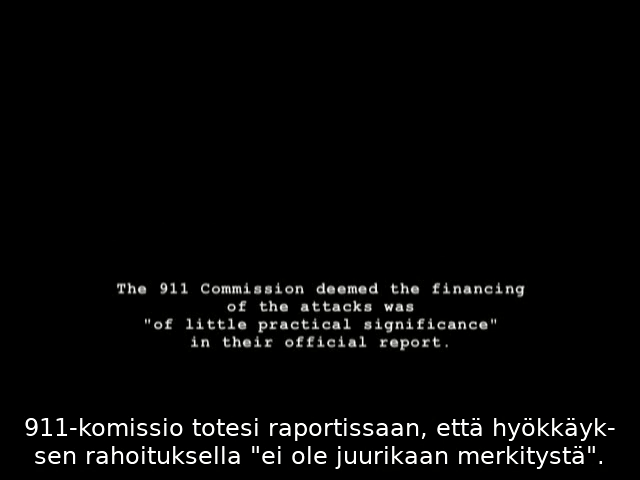 The 911 Commission deemed the financing
of the attacks was
"of little practical significance"
in their official report.
911-komissio totesi raportissaan, että hyökkäyk-
sen rahoituksella "ei ole juurikaan merkitystä".